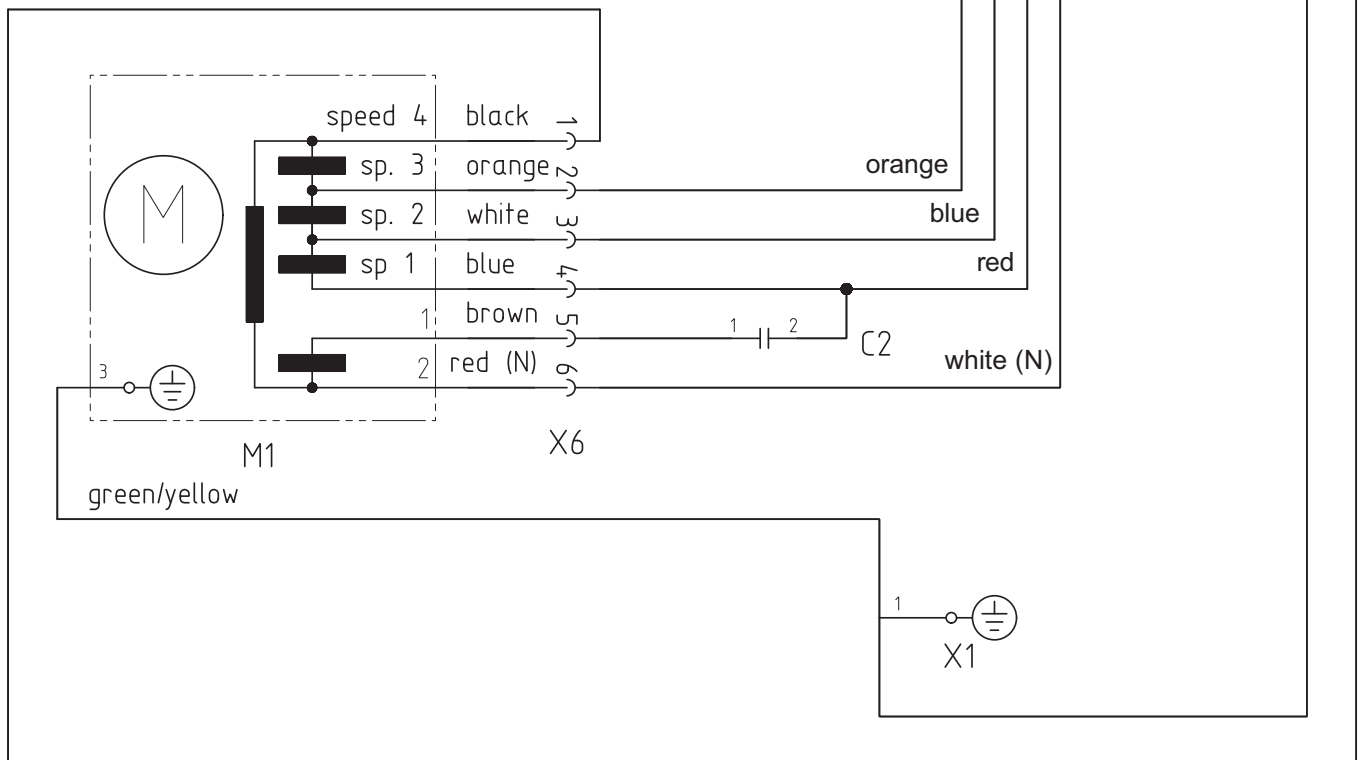 speed 4 black 1
sp. 3 orange 2
orange
sp. 2 white 3
blue
sp 1 blue 4
red
1 brown 5
1 2
C2
2 red (N) 6
white (N)
M
3
M1
X6
green/yellow
1
X1